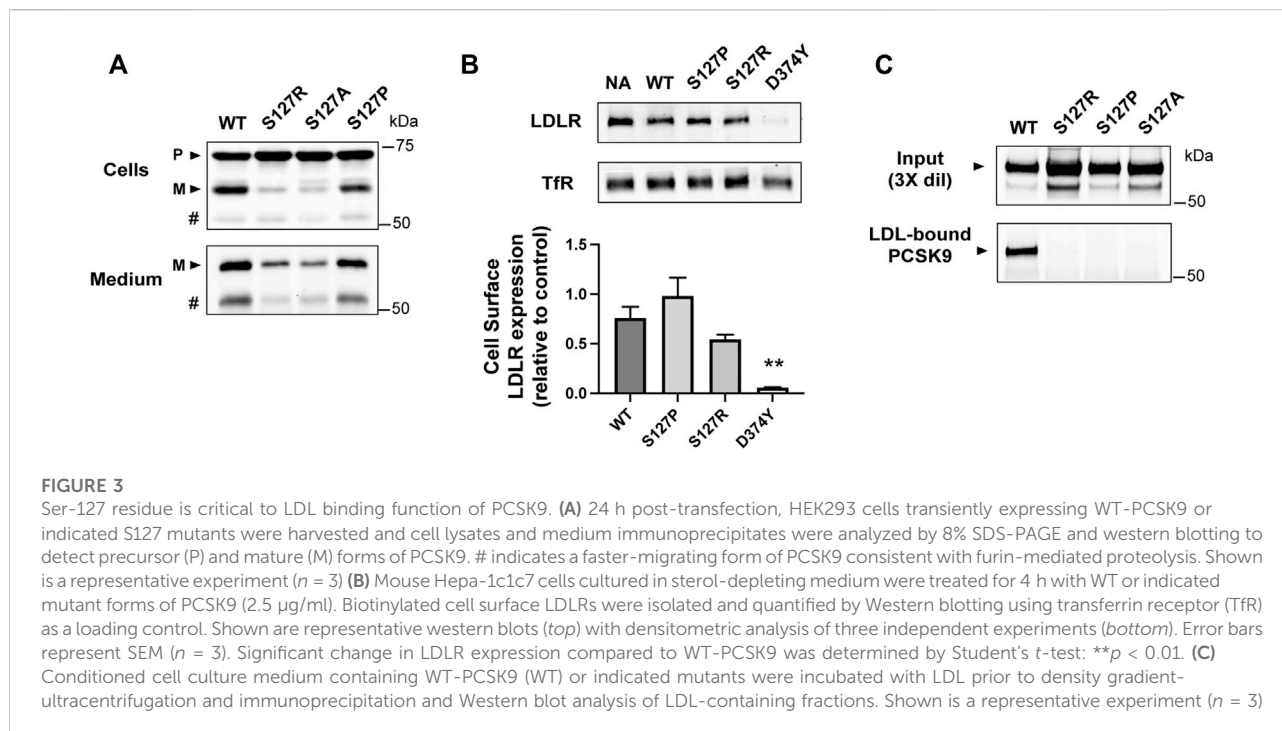 A
WT S127R S127A S127P kDa
P ►
75
Cells
M ►
#
50
M ►
Medium
#
50
B
NA WT S127P S127R D374Y
LDLR
TfR
Cell Surface
LDLR expression
(relative to control)
1.5
1.0
0.5
0.0
**
WT S127P S127R D374Y
C
WT S127R S127P S127A
kDa
Input
(3X dil)
►
50
LDL-bound
PCSK9
►
50
FIGURE 3
Ser-127 residue is critical to LDL binding function of PCSK9. (A) 24 h post-transfection, HEK293 cells transiently expressing WT-PCSK9 or
indicated S127 mutants were harvested and cell lysates and medium immunoprecipitates were analyzed by 8% SDS-PAGE and western blotting to
detect precursor (P) and mature (M) forms of PCSK9. # indicates a faster-migrating form of PCSK9 consistent with furin-mediated proteolysis. Shown
is a representative experiment (n = 3) (B) Mouse Hepa-1c1c7 cells cultured in sterol-depleting medium were treated for 4 h with WT or indicated
mutant forms of PCSK9 (2.5 µg/ml). Biotinylated cell surface LDLRs were isolated and quantified by Western blotting using transferrin receptor (TfR)
as a loading control. Shown are representative western blots (top) with densitometric analysis of three independent experiments (bottom). Error bars
represent SEM (n = 3). Significant change in LDLR expression compared to WT-PCSK9 was determined by Student's t-test: **p < 0.01. (C)
Conditioned cell culture medium containing WT-PCSK9 (WT) or indicated mutants were incubated with LDL prior to density gradient-
ultracentrifugation and immunoprecipitation and Western blot analysis of LDL-containing fractions. Shown is a representative experiment (n = 3)